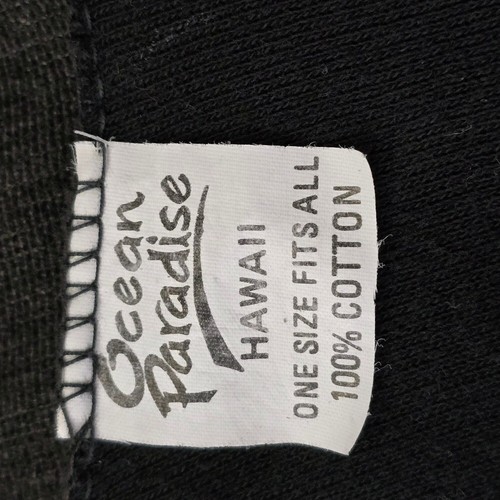 Ocean
Paradise
HAWAII
ONE SIZE FITS ALL
100% COTTON